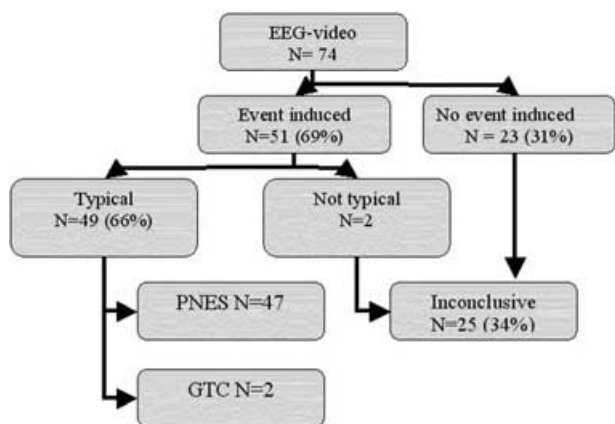 EEG-video
N= 74
Event induced
N=51 (69%)
No event induced
N = 23 (31%)
Typical
N=49 (66%)
Not typical
N=2
PNES N=47
Inconclusive
N=25 (34%)
GTC N=2